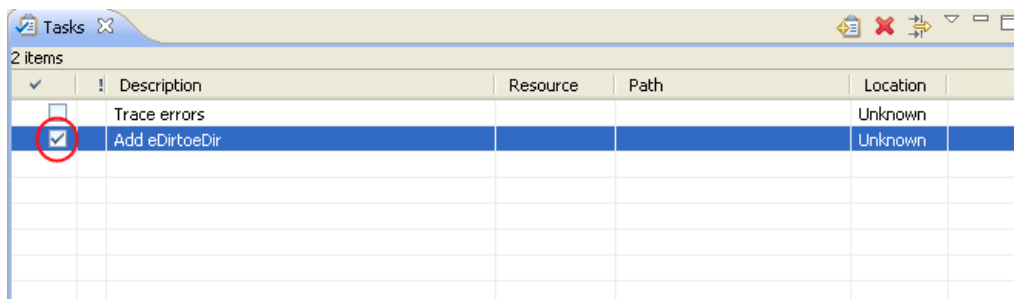 Tasks
2 items
! Description Resource Path Location
Trace errors Unknown
Add eDirtoeDir Unknown